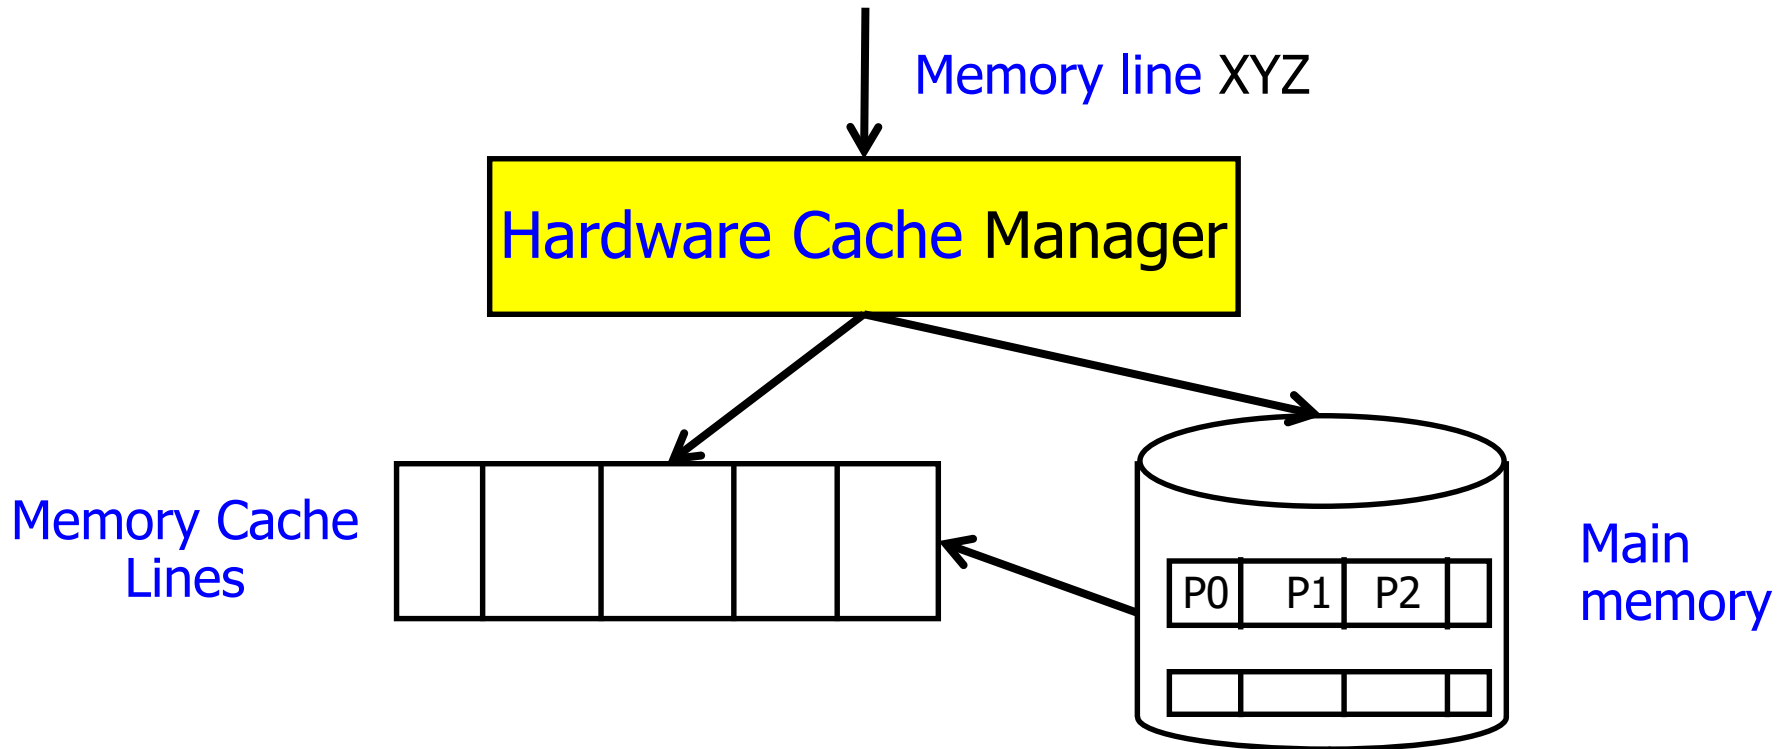 Memory line XYZ
Hardware Cache Manager
Memory Cache
Lines
Main
memory
P0 P1 P2